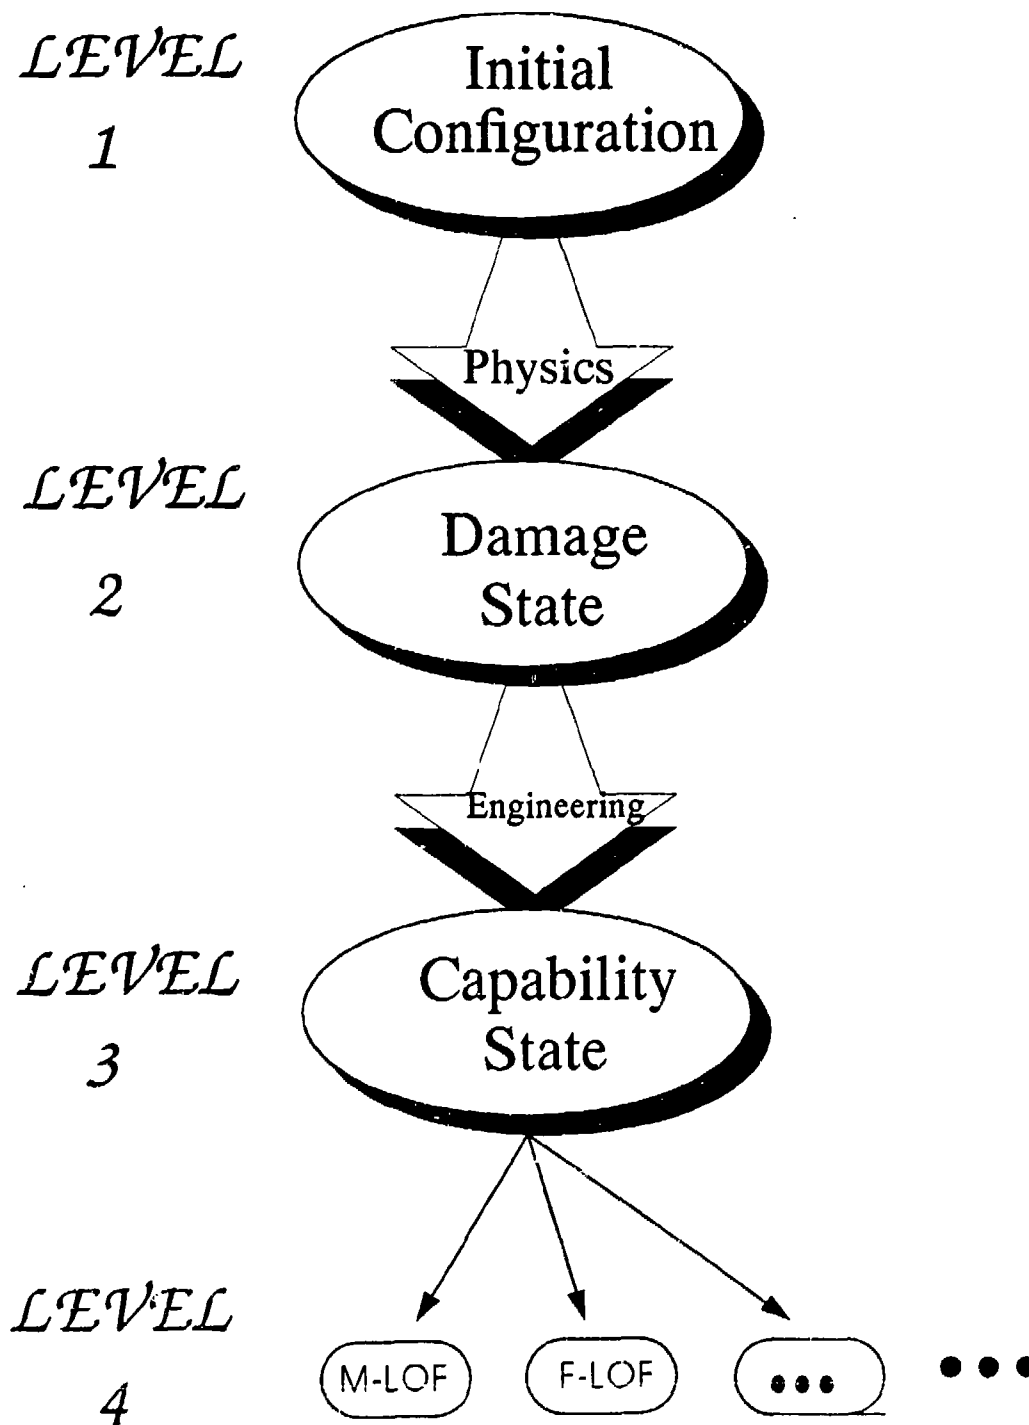 LEVEL
1
Initial
Configuration
Physics
LEVEL
2
Damage
State
Engineering
LEVEL
3
Capability
State
LEVEL
4
M-LOF
F-LOF
•••
•••